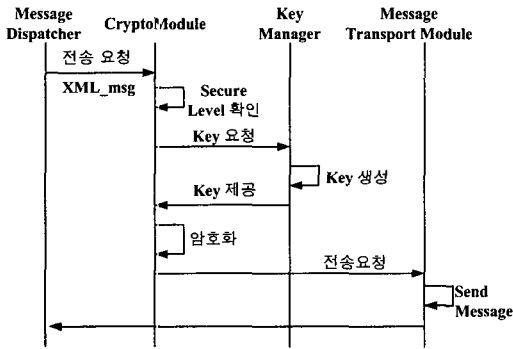 Message
Dispatcher
CryptoModule
Key
Manager
Message
Transport Module
전송 요청
XML_msg
Secure
Level 확인
Key 요청
Key 생성
Key 제공
암호화
전송요청
Send
Message